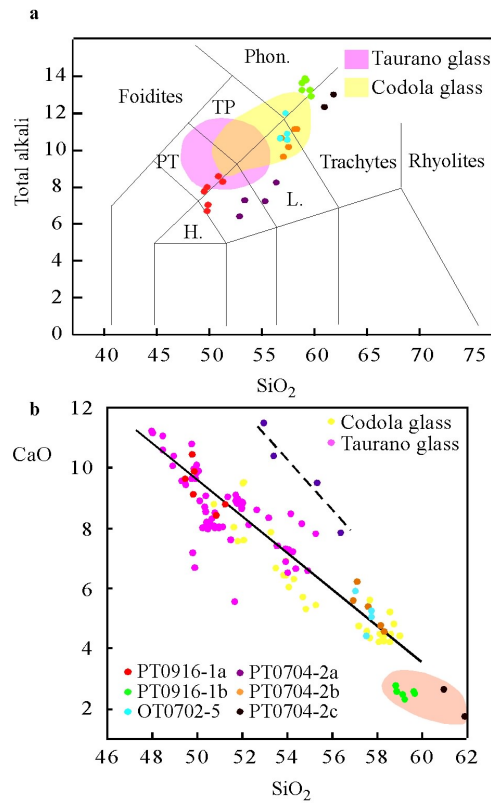 a
Phon.
Taurano glass
Codola glass
Foidites
TP
PT
Trachytes
Rhyolites
L.
H.
Total alkali
14
12
10
8
6
4
2
0
40 45 50 55 60 65 70 75
SiO2
b
Codola glass
Taurano glass
CaO
12
10
8
6
4
2
PT0916-1a PT0704-2a
PT0916-1b PT0704-2b
OT0702-5 PT0704-2c
46 48 50 52 54 56 58 60 62
SiO2